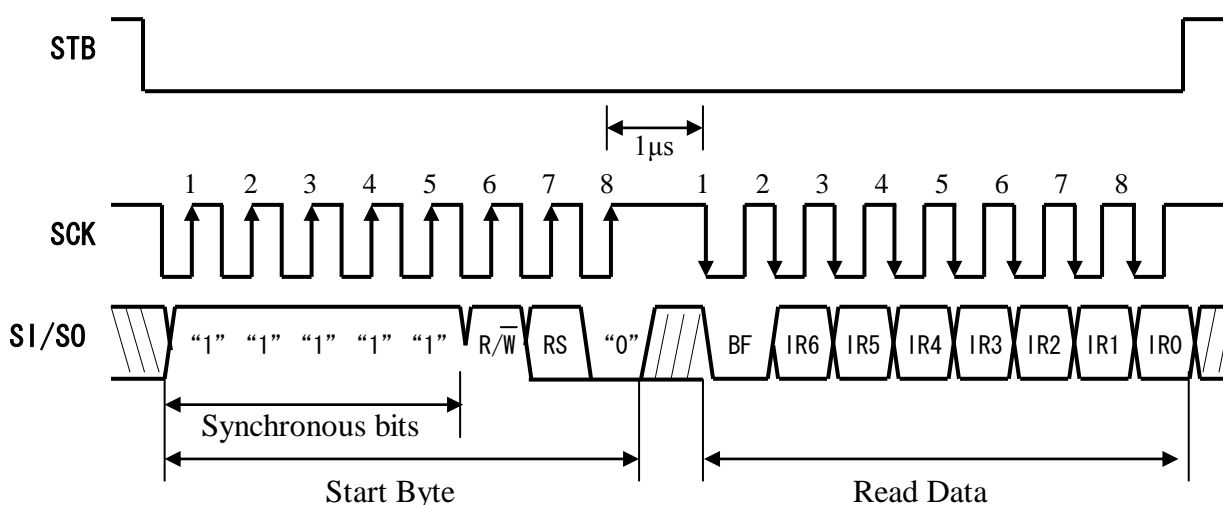 STB
1μs
1 2 3 4 5 6 7 8 1 2 3 4 5 6 7 8
SCK
SI/SO “1” “1” “1” “1” “1” R/W̅ RS “0” BF IR6 IR5 IR4 IR3 IR2 IR1 IR0
Synchronous bits
Start Byte Read Data